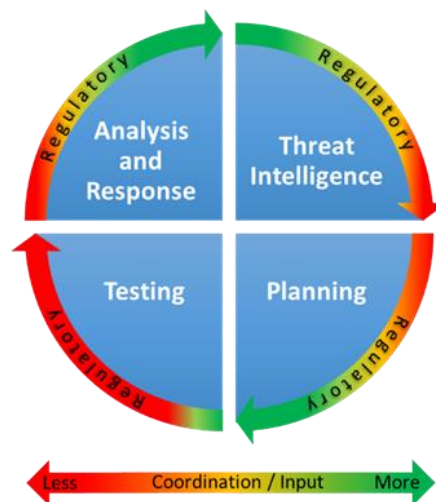 Regulatory
Regulatory
Analysis
and
Response
Threat
Intelligence
Testing
Planning
Regulatory
Regulatory
Less Coordination / Input More